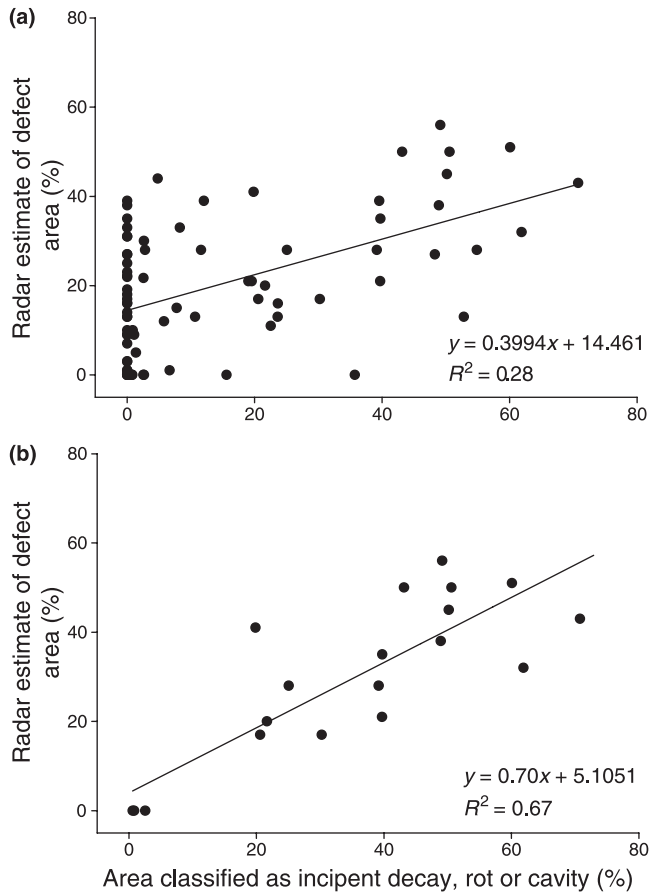 (a)
Radar estimate of defect
area (%)
80
60
40
20
0
0
20
40
60
80
y = 0.3994x + 14.461
R² = 0.28
(b)
Radar estimate of defect
area (%)
80
60
40
20
0
0
20
40
60
80
y = 0.70x + 5.1051
R² = 0.67
Area classified as incipent decay, rot or cavity (%)